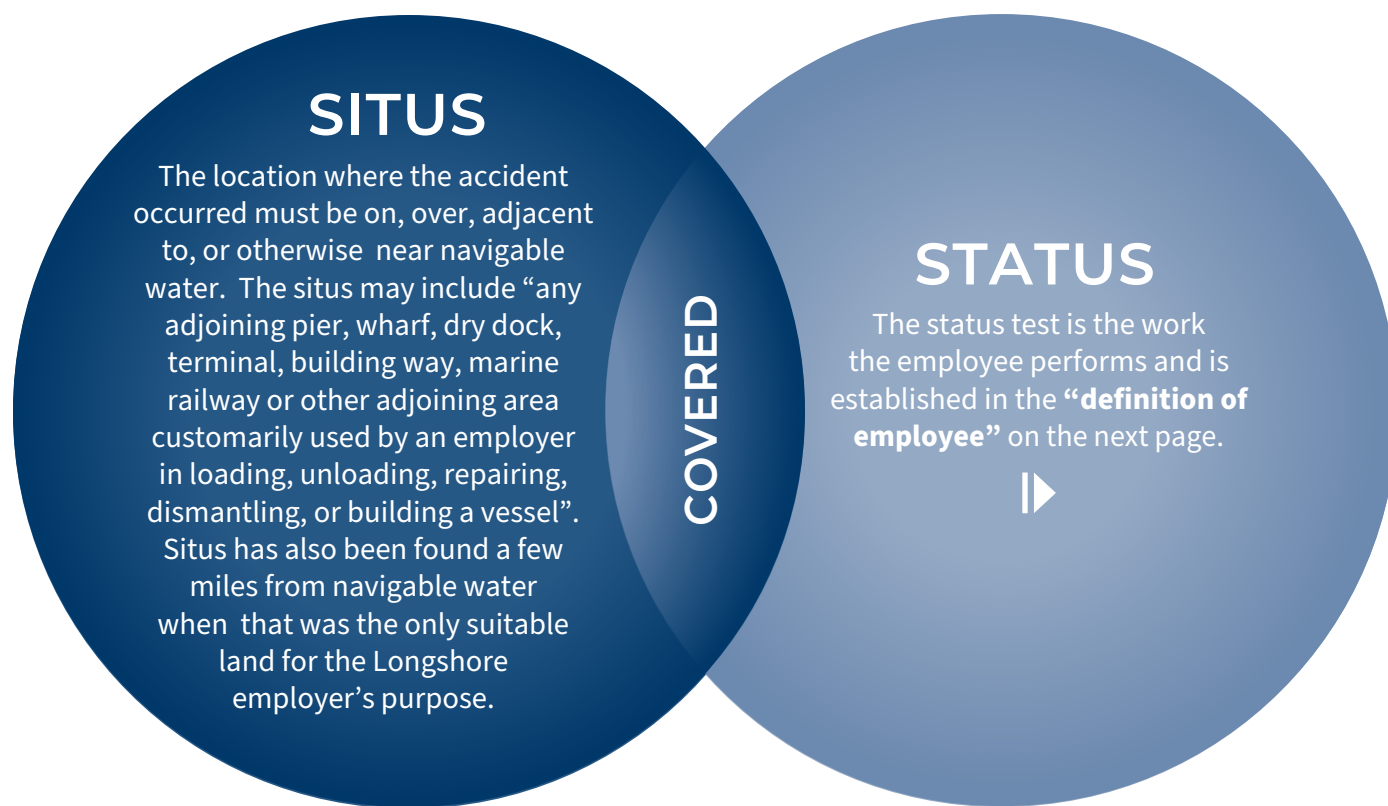 SITUS
The location where the accident
occurred must be on, over, adjacent
to, or otherwise  near navigable
water.  The situs may include “any
adjoining pier, wharf, dry dock,
terminal, building way, marine
railway or other adjoining area
customarily used by an employer
in loading, unloading, repairing,
dismantling, or building a vessel”.
Situs has also been found a few
miles from navigable water
when  that was the only suitable
land for the Longshore
employer’s purpose.
COVERED
STATUS
The status test is the work
the employee performs and is
established in the “definition of
employee” on the next page.